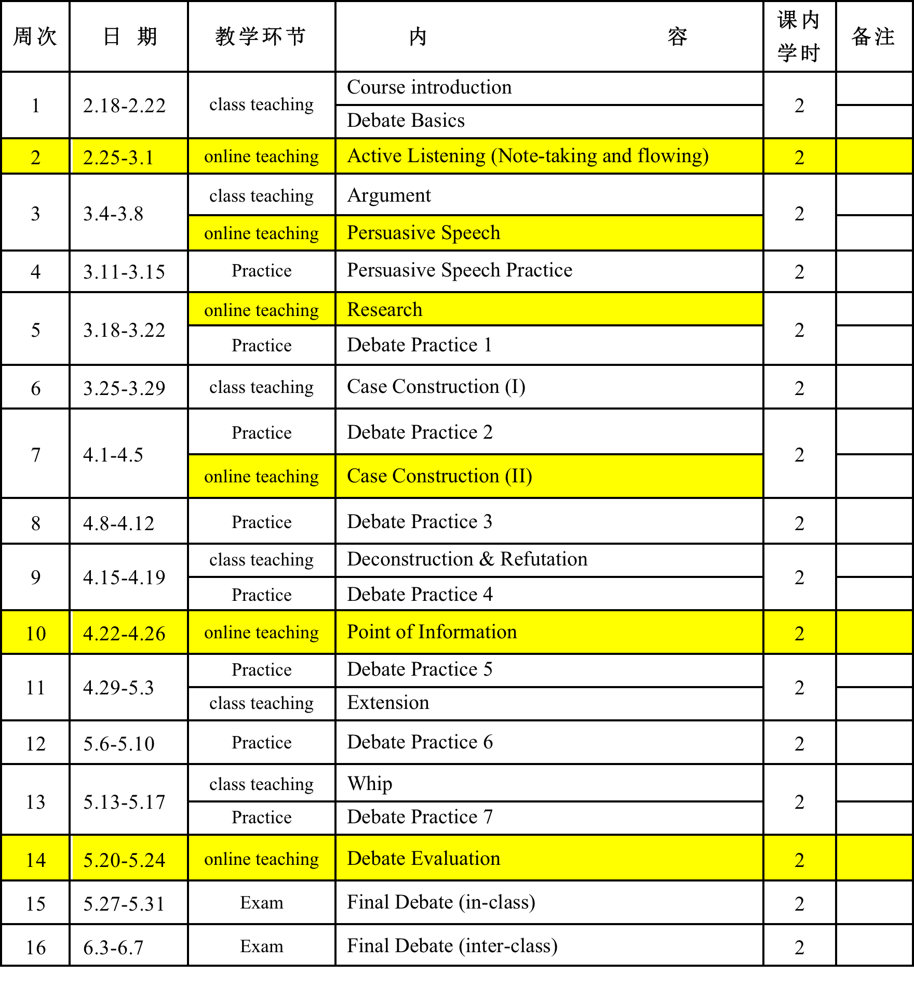 周次 日期 教学环节 内容 课内学时 备注
1 2.18-2.22 class teaching Course introduction 2
Debate Basics
2 2.25-3.1 online teaching Active Listening (Note-taking and flowing) 2
3 3.4-3.8 class teaching Argument 2
online teaching Persuasive Speech
4 3.11-3.15 Practice Persuasive Speech Practice 2
5 3.18-3.22 online teaching Research 2
Practice Debate Practice 1
6 3.25-3.29 class teaching Case Construction (I) 2
7 4.1-4.5 Practice Debate Practice 2 2
online teaching Case Construction (II)
8 4.8-4.12 Practice Debate Practice 3 2
9 4.15-4.19 class teaching Deconstruction & Refutation 2
Practice Debate Practice 4
10 4.22-4.26 online teaching Point of Information 2
11 4.29-5.3 Practice Debate Practice 5 2
class teaching Extension
12 5.6-5.10 Practice Debate Practice 6 2
13 5.13-5.17 class teaching Whip 2
Practice Debate Practice 7
14 5.20-5.24 online teaching Debate Evaluation 2
15 5.27-5.31 Exam Final Debate (in-class) 2
16 6.3-6.7 Exam Final Debate (inter-class) 2